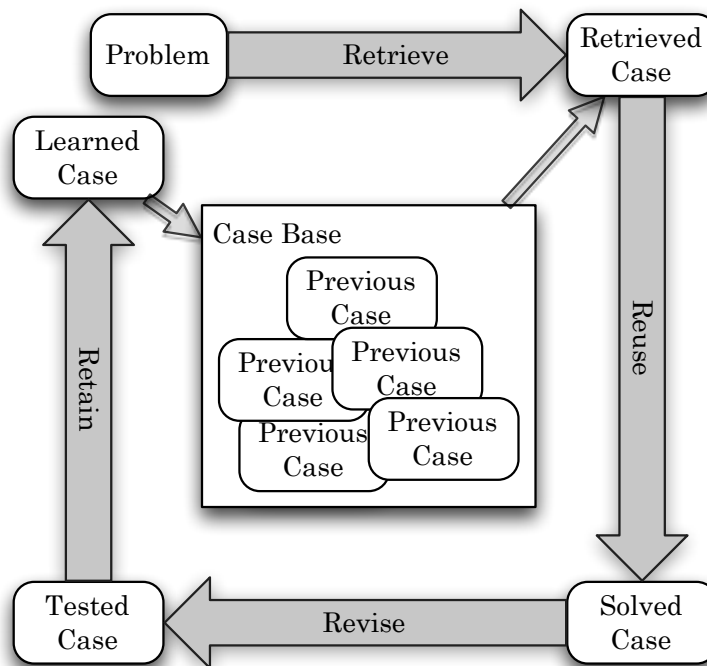 Problem
Retrieve
Retrieved
Case
Learned
Case
Case Base
Previous
Case
Previous
Case
Previous
Case
Previous
Case
Previous
Case
Reuse
Retain
Tested
Case
Revise
Solved
Case